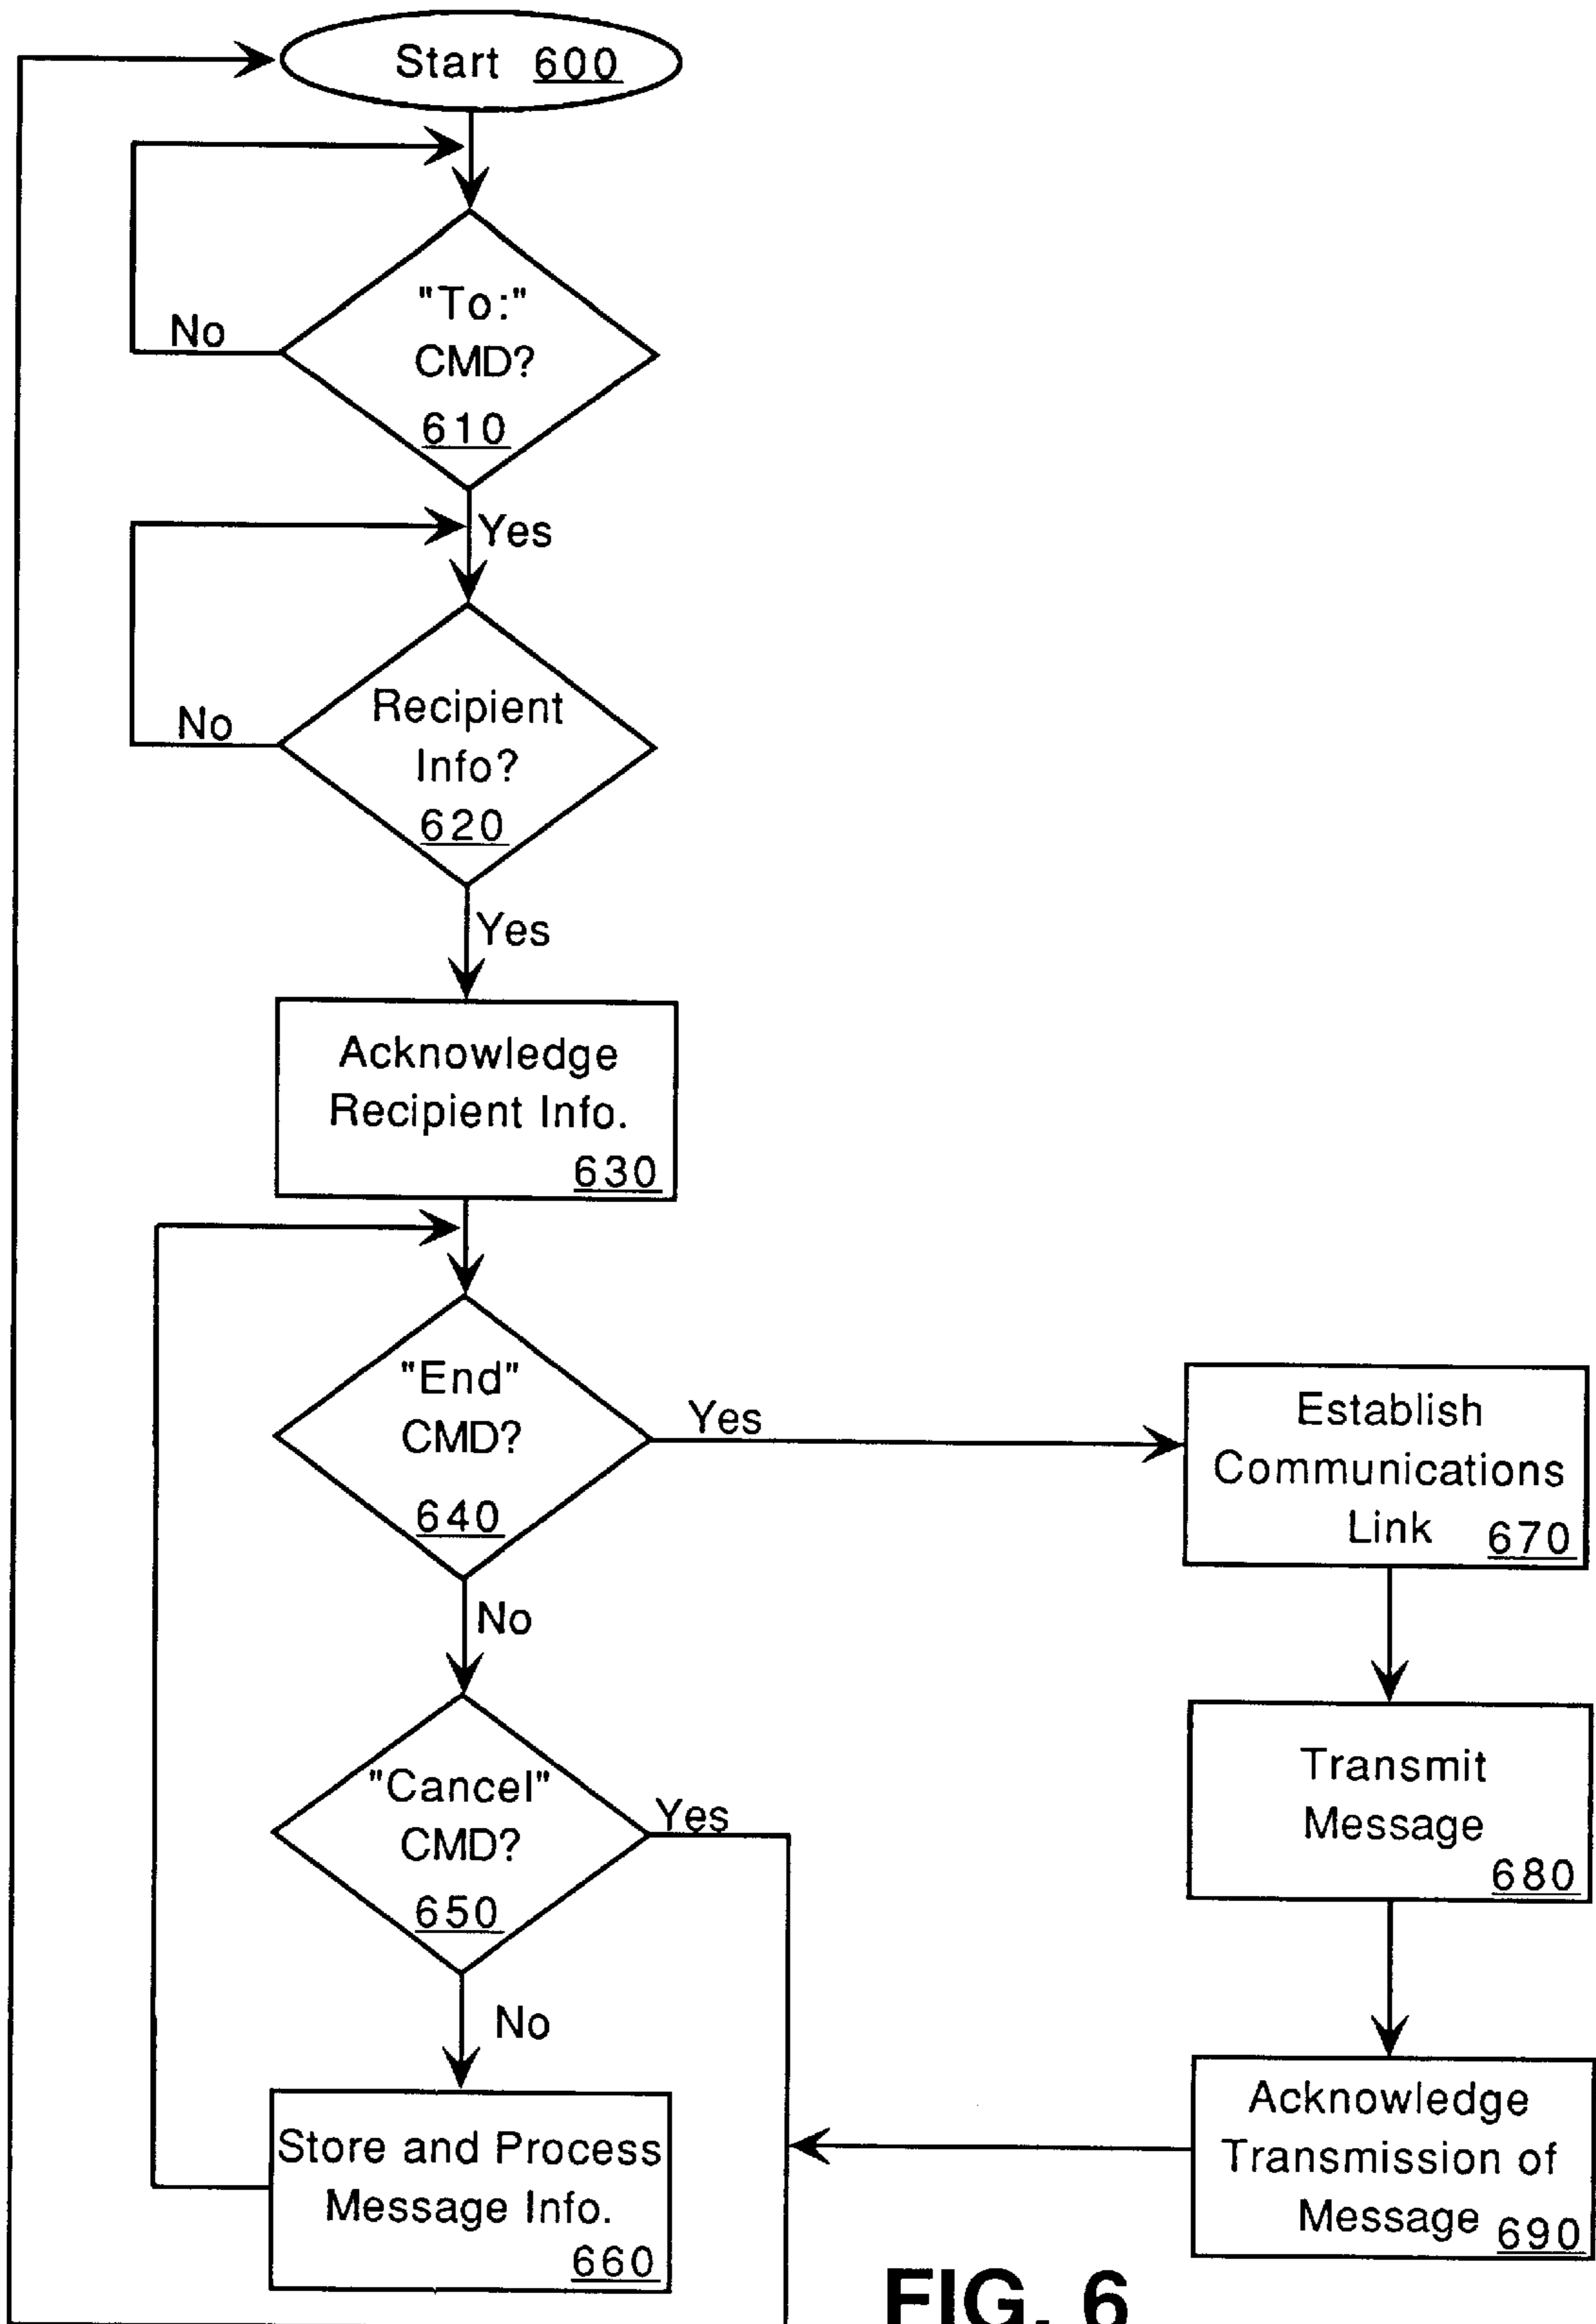 Start 600
"To:"
CMD?
610
No
Yes
Recipient
Info?
620
No
Yes
Acknowledge
Recipient Info.
630
"End"
CMD?
640
Yes
No
Establish
Communications
Link 670
"Cancel"
CMD?
650
Yes
No
Transmit
Message
680
Store and Process
Message Info.
660
Acknowledge
Transmission of
Message 690
FIG. 6